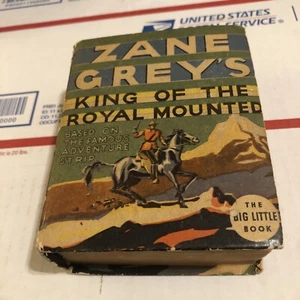 UNITED STATES
SERVICE®
ZANE
GREY'S
KING OF THE
ROYAL MOUNTED
BASED ON
THE FAMOUS
ADVENTURE
STRIP
THE
BIG LITTLE
BOOK